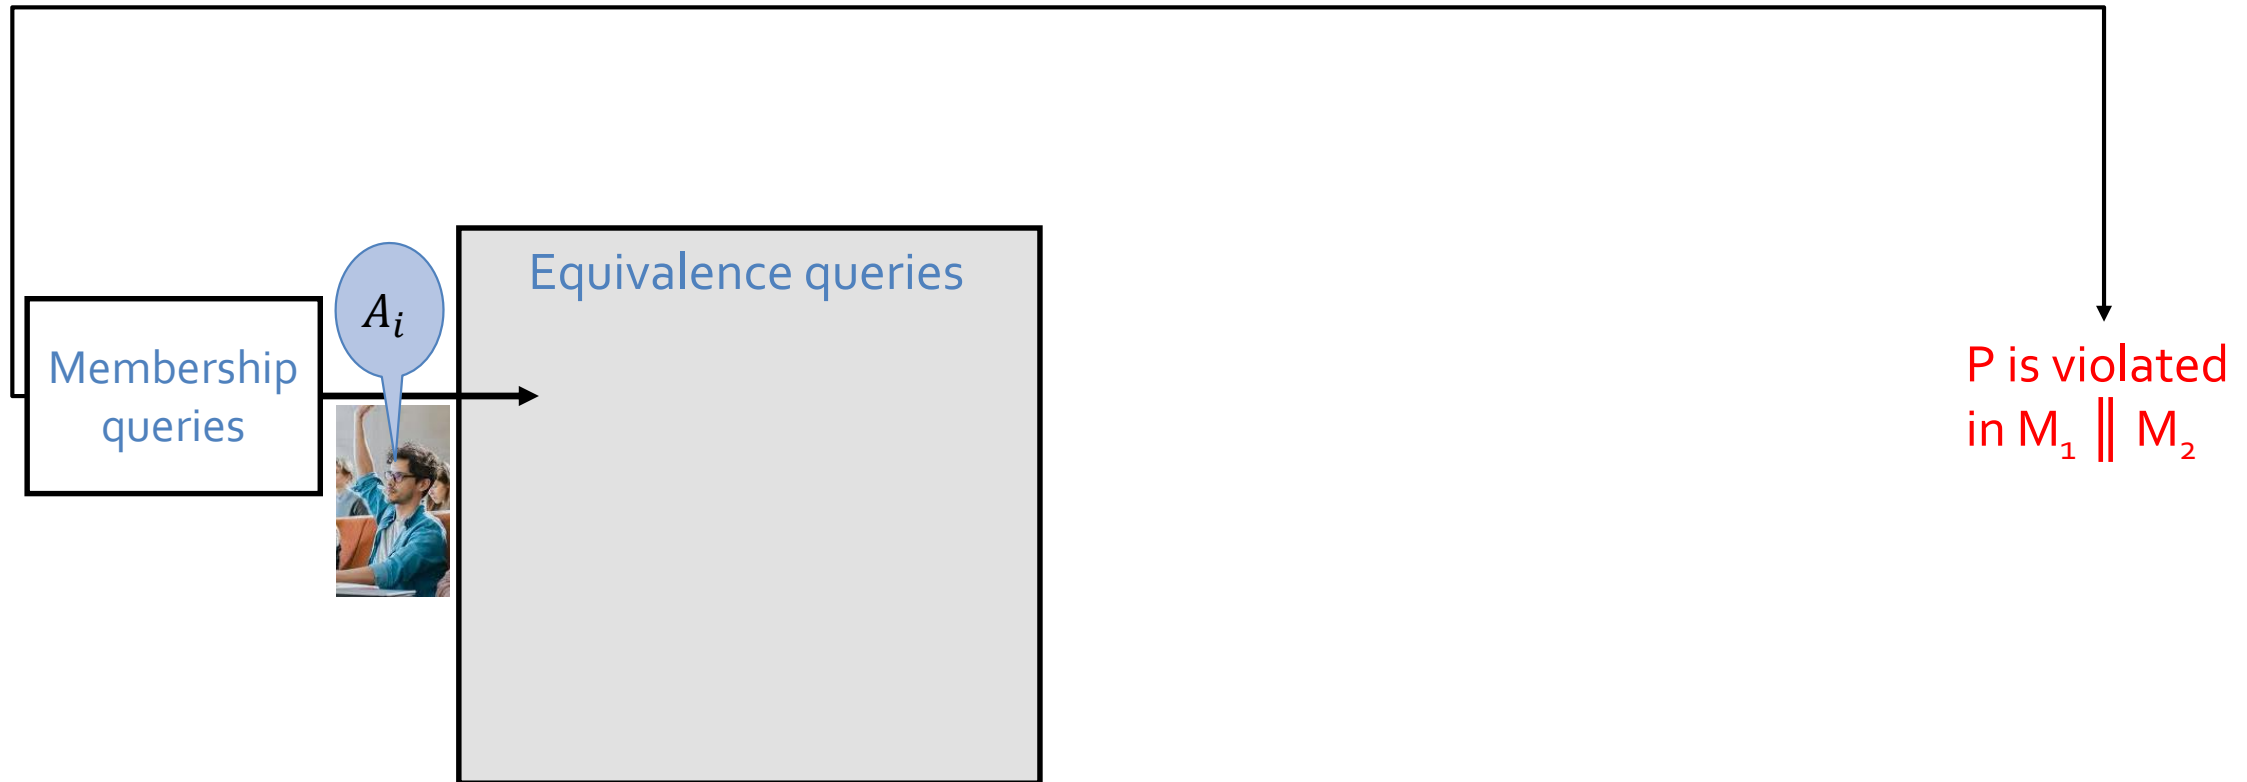 Equivalence queries
A_i
Membership
queries
P is violated
in M₁ ‖ M₂